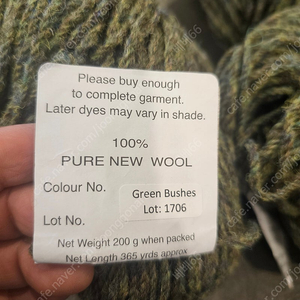 Please buy enough
to complete garment.
Later dyes may vary in shade.
100%
PURE NEW WOOL
Colour No.
Green Bushes
Lot: 1706
Lot No.
Net Weight 200 g when packed
Net Length 365 yrds approx